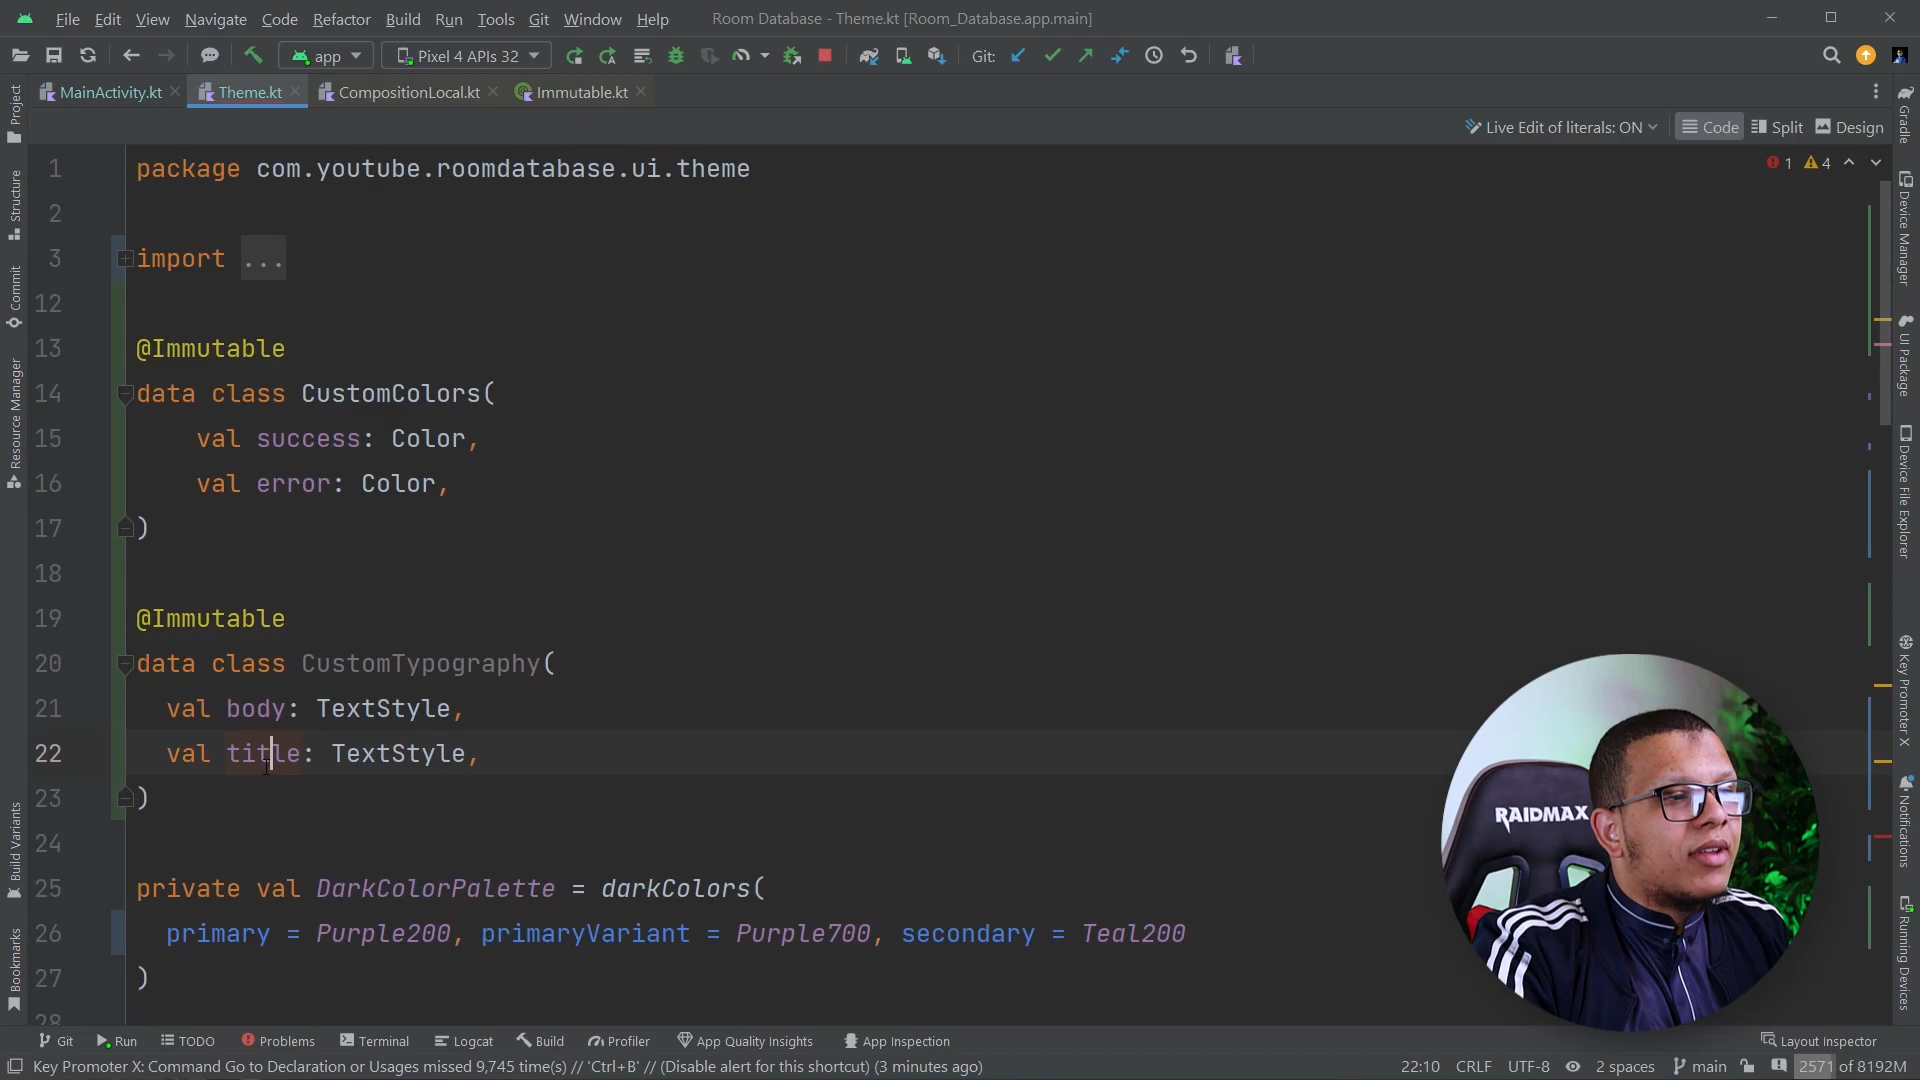 File Edit View Navigate Code Refactor Build Run Tools Git Window Help Room Database - Theme.kt [Room_Database.app.main]
app Pixel 4 APIs 32 Git:
MainActivity.kt Theme.kt CompositionLocal.kt Immutable.kt
Live Edit of literals: ON Code Split Design
1 package com.youtube.roomdatabase.ui.theme 1 4
2
3 import ...
12
13 @Immutable
14 data class CustomColors(
15 val success: Color,
16 val error: Color,
17 )
18
19 @Immutable
20 data class CustomTypography(
21 val body: TextStyle,
22 val title: TextStyle,
23 )
24
25 private val DarkColorPalette = darkColors(
26 primary = Purple200, primaryVariant = Purple700, secondary = Teal200
27 )
28
Project
Structure
Commit
Resource Manager
Build Variants
Bookmarks
Gradle
Device Manager
UI Package
Device File Explorer
Key Promoter X
Notifications
Running Devices
RAIDMAX
Git Run TODO Problems Terminal Logcat Build Profiler App Quality Insights App Inspection Layout Inspector
Key Promoter X: Command Go to Declaration or Usages missed 9,745 time(s) // 'Ctrl+B' // (Disable alert for this shortcut) (3 minutes ago) 22:10 CRLF UTF-8 2 spaces main 2571 of 8192M